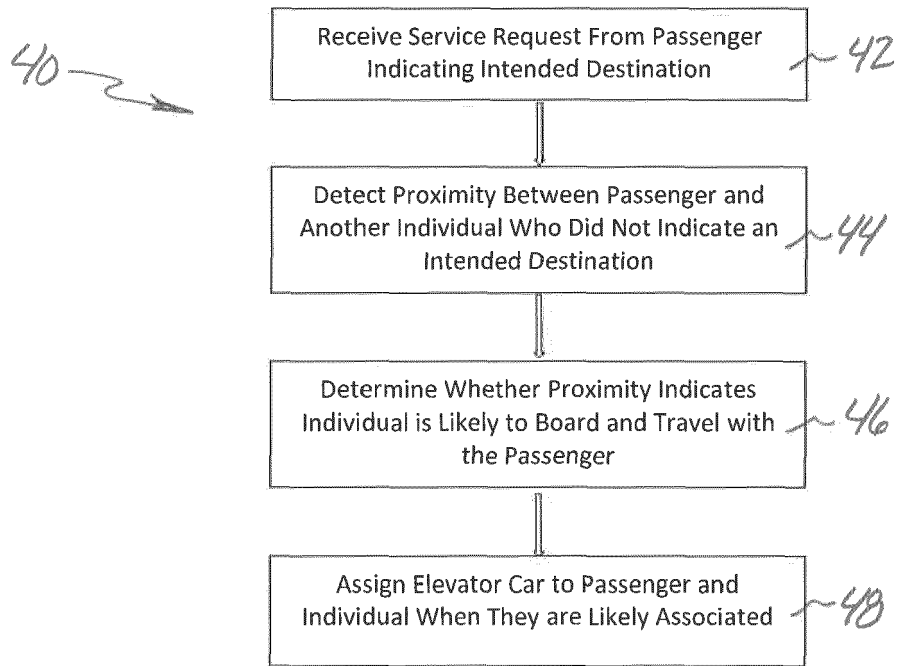 40
Receive Service Request From Passenger
Indicating Intended Destination
42
Detect Proximity Between Passenger and
Another Individual Who Did Not Indicate an
Intended Destination
44
Determine Whether Proximity Indicates
Individual is Likely to Board and Travel with
the Passenger
46
Assign Elevator Car to Passenger and
Individual When They are Likely Associated
48